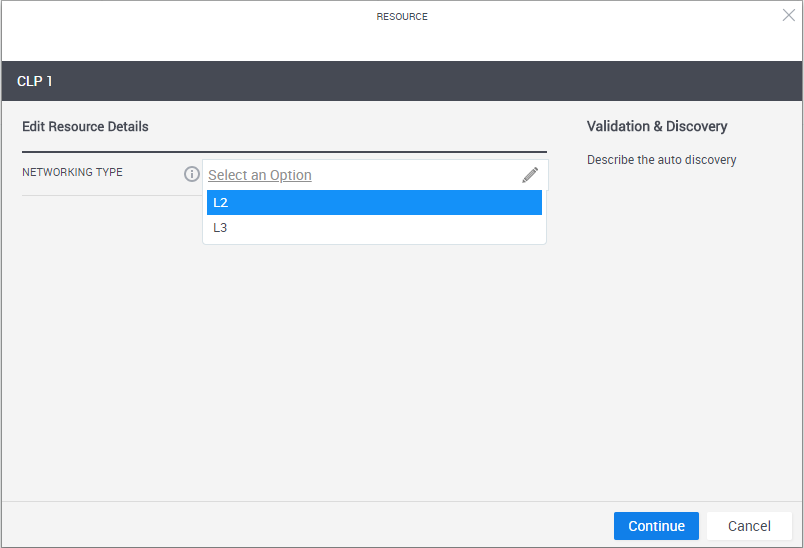 RESOURCE
CLP 1
Edit Resource Details
Validation & Discovery
NETWORKING TYPE
Select an Option
Describe the auto discovery
L2
L3
Continue
Cancel